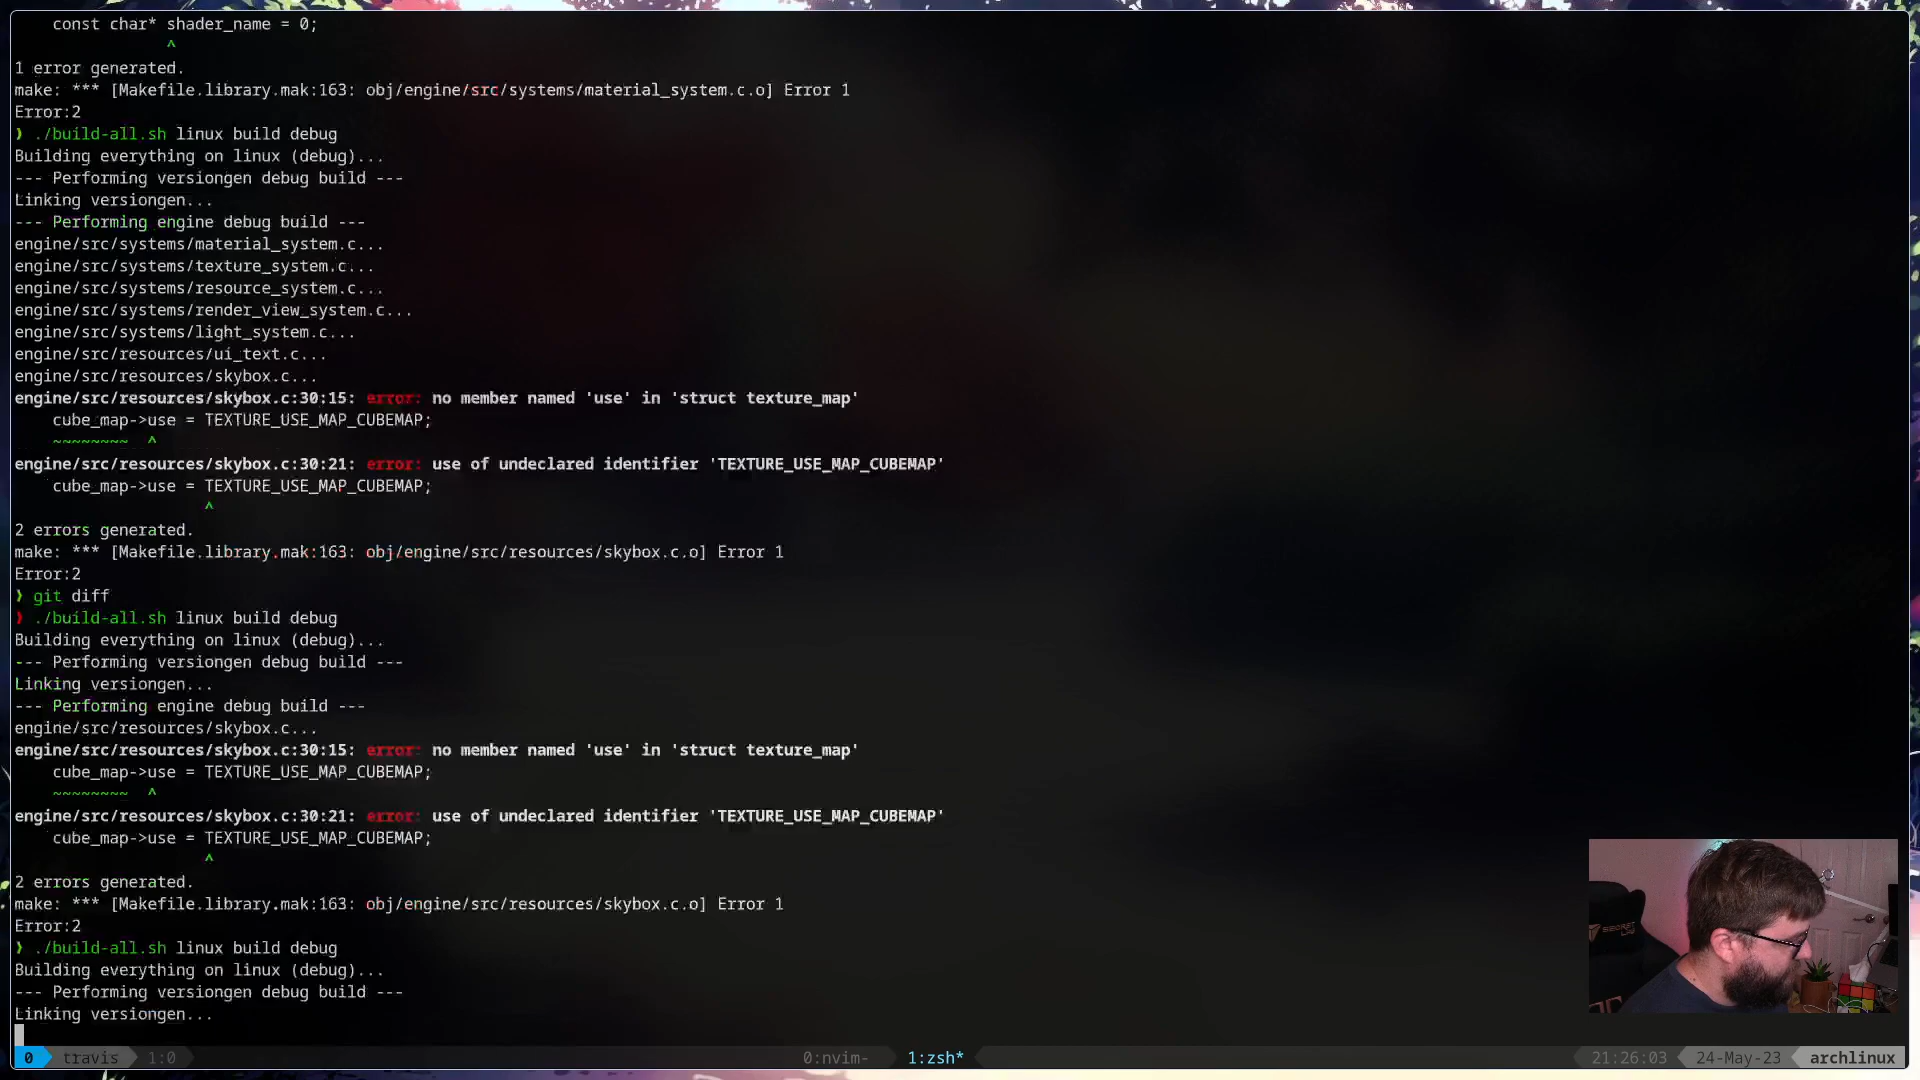 const char* shader_name = 0;
^
1 error generated.
make: *** [Makefile.library.mak:163: obj/engine/src/systems/material_system.c.o] Error 1
Error:2
❯ ./build-all.sh linux build debug
Building everything on linux (debug)...
--- Performing versiongen debug build ---
Linking versiongen...
--- Performing engine debug build ---
engine/src/systems/material_system.c...
engine/src/systems/texture_system.c...
engine/src/systems/resource_system.c...
engine/src/systems/render_view_system.c...
engine/src/systems/light_system.c...
engine/src/resources/ui_text.c...
engine/src/resources/skybox.c...
engine/src/resources/skybox.c:30:15: error: no member named 'use' in 'struct texture_map'
cube_map->use = TEXTURE_USE_MAP_CUBEMAP;
~~~~~~~~ ^
engine/src/resources/skybox.c:30:21: error: use of undeclared identifier 'TEXTURE_USE_MAP_CUBEMAP'
cube_map->use = TEXTURE_USE_MAP_CUBEMAP;
^
2 errors generated.
make: *** [Makefile.library.mak:163: obj/engine/src/resources/skybox.c.o] Error 1
Error:2
❯ git diff
❯ ./build-all.sh linux build debug
Building everything on linux (debug)...
--- Performing versiongen debug build ---
Linking versiongen...
--- Performing engine debug build ---
engine/src/resources/skybox.c...
engine/src/resources/skybox.c:30:15: error: no member named 'use' in 'struct texture_map'
cube_map->use = TEXTURE_USE_MAP_CUBEMAP;
~~~~~~~~ ^
engine/src/resources/skybox.c:30:21: error: use of undeclared identifier 'TEXTURE_USE_MAP_CUBEMAP'
cube_map->use = TEXTURE_USE_MAP_CUBEMAP;
^
2 errors generated.
make: *** [Makefile.library.mak:163: obj/engine/src/resources/skybox.c.o] Error 1
Error:2
❯ ./build-all.sh linux build debug
Building everything on linux (debug)...
--- Performing versiongen debug build ---
Linking versiongen...
0 travis 1:0 0:nvim- 1:zsh* 21:26:03 24-May-23 archlinux